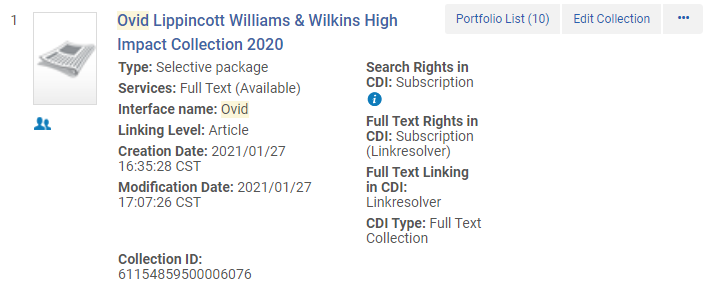 1
Ovid Lippincott Williams & Wilkins High
Impact Collection 2020
Portfolio List (10)
Edit Collection
•••
Type: Selective package
Services: Full Text (Available)
Interface name: Ovid
Linking Level: Article
Creation Date: 2021/01/27
16:35:28 CST
Modification Date: 2021/01/27
17:07:26 CST
Search Rights in
CDI: Subscription
i
Full Text Rights in
CDI: Subscription
(Linkresolver)
Full Text Linking
in CDI:
Linkresolver
CDI Type: Full Text
Collection
Collection ID:
61154859500006076